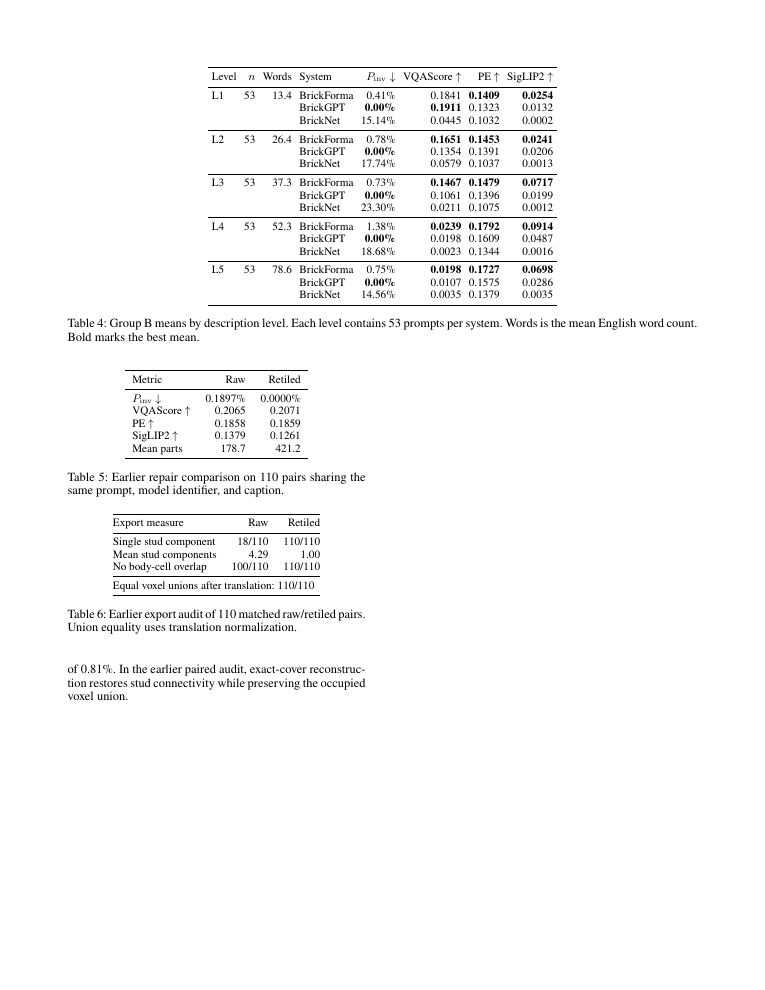 Level n Words System Pinv ↓ VQAScore ↑ PE ↑ SigLIP2 ↑
L1 53 13.4 BrickForma 0.41% 0.1841 0.1409 0.0254
BrickGPT 0.00% 0.1911 0.1323 0.0132
BrickNet 15.14% 0.0445 0.1032 0.0002
L2 53 26.4 BrickForma 0.78% 0.1651 0.1453 0.0241
BrickGPT 0.00% 0.1354 0.1391 0.0206
BrickNet 17.74% 0.0579 0.1037 0.0013
L3 53 37.3 BrickForma 0.73% 0.1467 0.1479 0.0717
BrickGPT 0.00% 0.1061 0.1396 0.0199
BrickNet 23.30% 0.0211 0.1075 0.0012
L4 53 52.3 BrickForma 1.38% 0.0239 0.1792 0.0914
BrickGPT 0.00% 0.0198 0.1609 0.0487
BrickNet 18.68% 0.0023 0.1344 0.0016
L5 53 78.6 BrickForma 0.75% 0.0198 0.1727 0.0698
BrickGPT 0.00% 0.0107 0.1575 0.0286
BrickNet 14.56% 0.0035 0.1379 0.0035
Table 4: Group B means by description level. Each level contains 53 prompts per system. Words is the mean English word count.
Bold marks the best mean.
Metric Raw Retiled
Pinv ↓ 0.1897% 0.0000%
VQAScore ↑ 0.2065 0.2071
PE ↑ 0.1858 0.1859
SigLIP2 ↑ 0.1379 0.1261
Mean parts 178.7 421.2
Table 5: Earlier repair comparison on 110 pairs sharing the
same prompt, model identifier, and caption.
Export measure Raw Retiled
Single stud component 18/110 110/110
Mean stud components 4.29 1.00
No body-cell overlap 100/110 110/110
Equal voxel unions after translation: 110/110
Table 6: Earlier export audit of 110 matched raw/retiled pairs.
Union equality uses translation normalization.
of 0.81%. In the earlier paired audit, exact-cover reconstruc-
tion restores stud connectivity while preserving the occupied
voxel union.